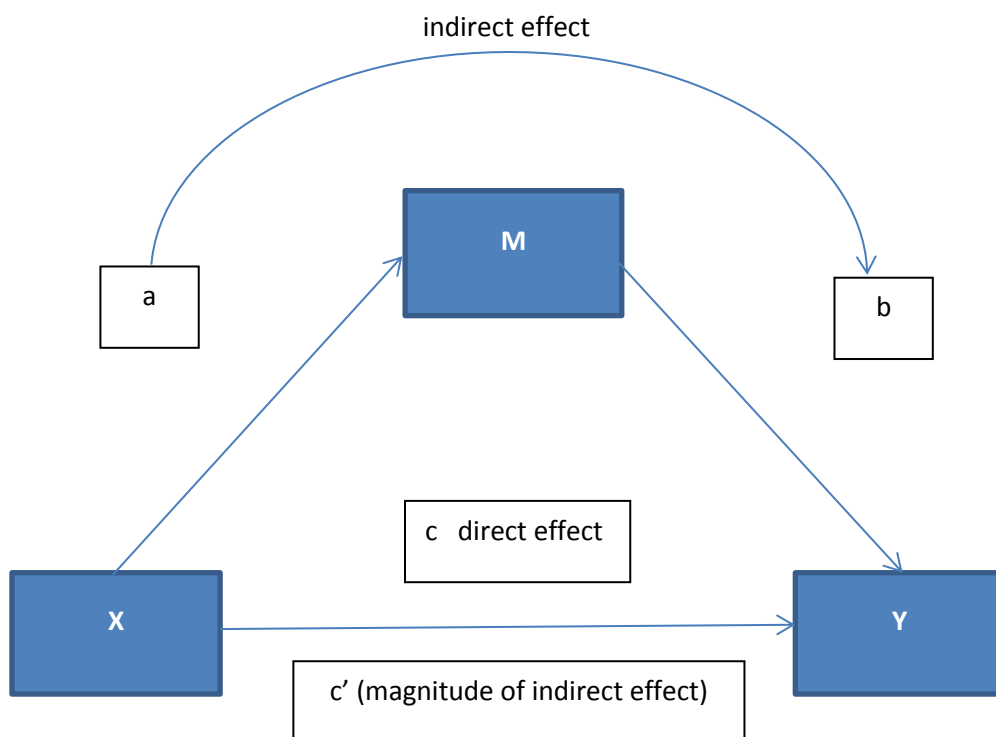 indirect effect
M
a
b
c direct effect
X
Y
c’ (magnitude of indirect effect)